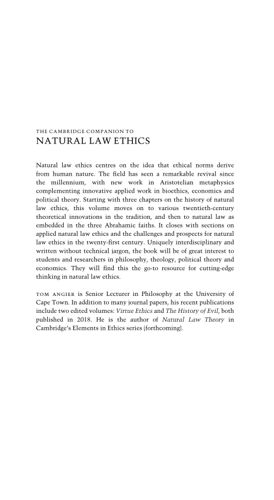 THE CAMBRIDGE COMPANION TO
NATURAL LAW ETHICS
Natural law ethics centres on the idea that ethical norms derive
from human nature. The field has seen a remarkable revival since
the millennium, with new work in Aristotelian metaphysics
complementing innovative applied work in bioethics, economics and
political theory. Starting with three chapters on the history of natural
law ethics, this volume moves on to various twentieth-century
theoretical innovations in the tradition, and then to natural law as
embedded in the three Abrahamic faiths. It closes with sections on
applied natural law ethics and the challenges and prospects for natural
law ethics in the twenty-first century. Uniquely interdisciplinary and
written without technical jargon, the book will be of great interest to
students and researchers in philosophy, theology, political theory and
economics. They will find this the go-to resource for cutting-edge
thinking in natural law ethics.
TOM ANGIER is Senior Lecturer in Philosophy at the University of
Cape Town. In addition to many journal papers, his recent publications
include two edited volumes: Virtue Ethics and The History of Evil, both
published in 2018. He is the author of Natural Law Theory in
Cambridge's Elements in Ethics series (forthcoming).